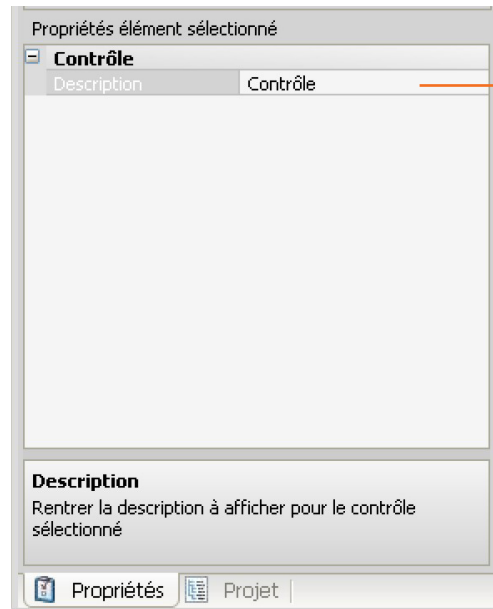 Propriétés élément sélectionné
Contrôle
Description Contrôle
Description
Rentrer la description à afficher pour le contrôle
sélectionné
Propriétés Projet